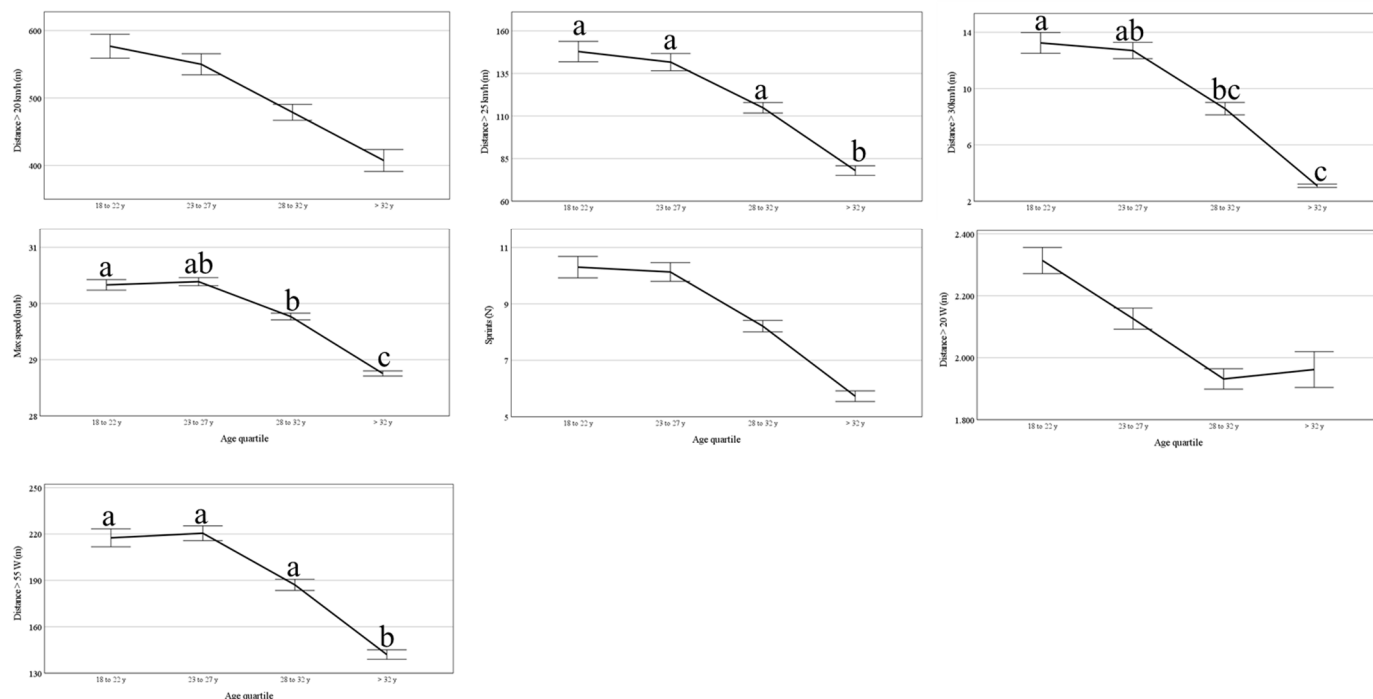 Distance > 20 km/h (m)
600
500
400
18 to 22 y
23 to 27 y
28 to 32 y
> 32 y
Distance > 25 km/h (m)
160
135
110
85
60
a
a
a
b
18 to 22 y
23 to 27 y
28 to 32 y
> 32 y
Distance > 30km/h (m)
14
10
6
2
a
ab
bc
c
18 to 22 y
23 to 27 y
28 to 32 y
> 32 y
Max speed (km/h)
31
30
29
28
a
ab
b
c
18 to 22 y
23 to 27 y
28 to 32 y
> 32 y
Age quartile
Sprints (N)
11
9
7
5
18 to 22 y
23 to 27 y
28 to 32 y
> 32 y
Age quartile
Distance > 20 W (m)
2.400
2.200
2.000
1.800
18 to 22 y
23 to 27 y
28 to 32 y
> 32 y
Age quartile
Distance > 55 W (m)
250
220
190
160
130
a
a
a
b
18 to 22 y
23 to 27 y
28 to 32 y
> 32 y
Age quartile